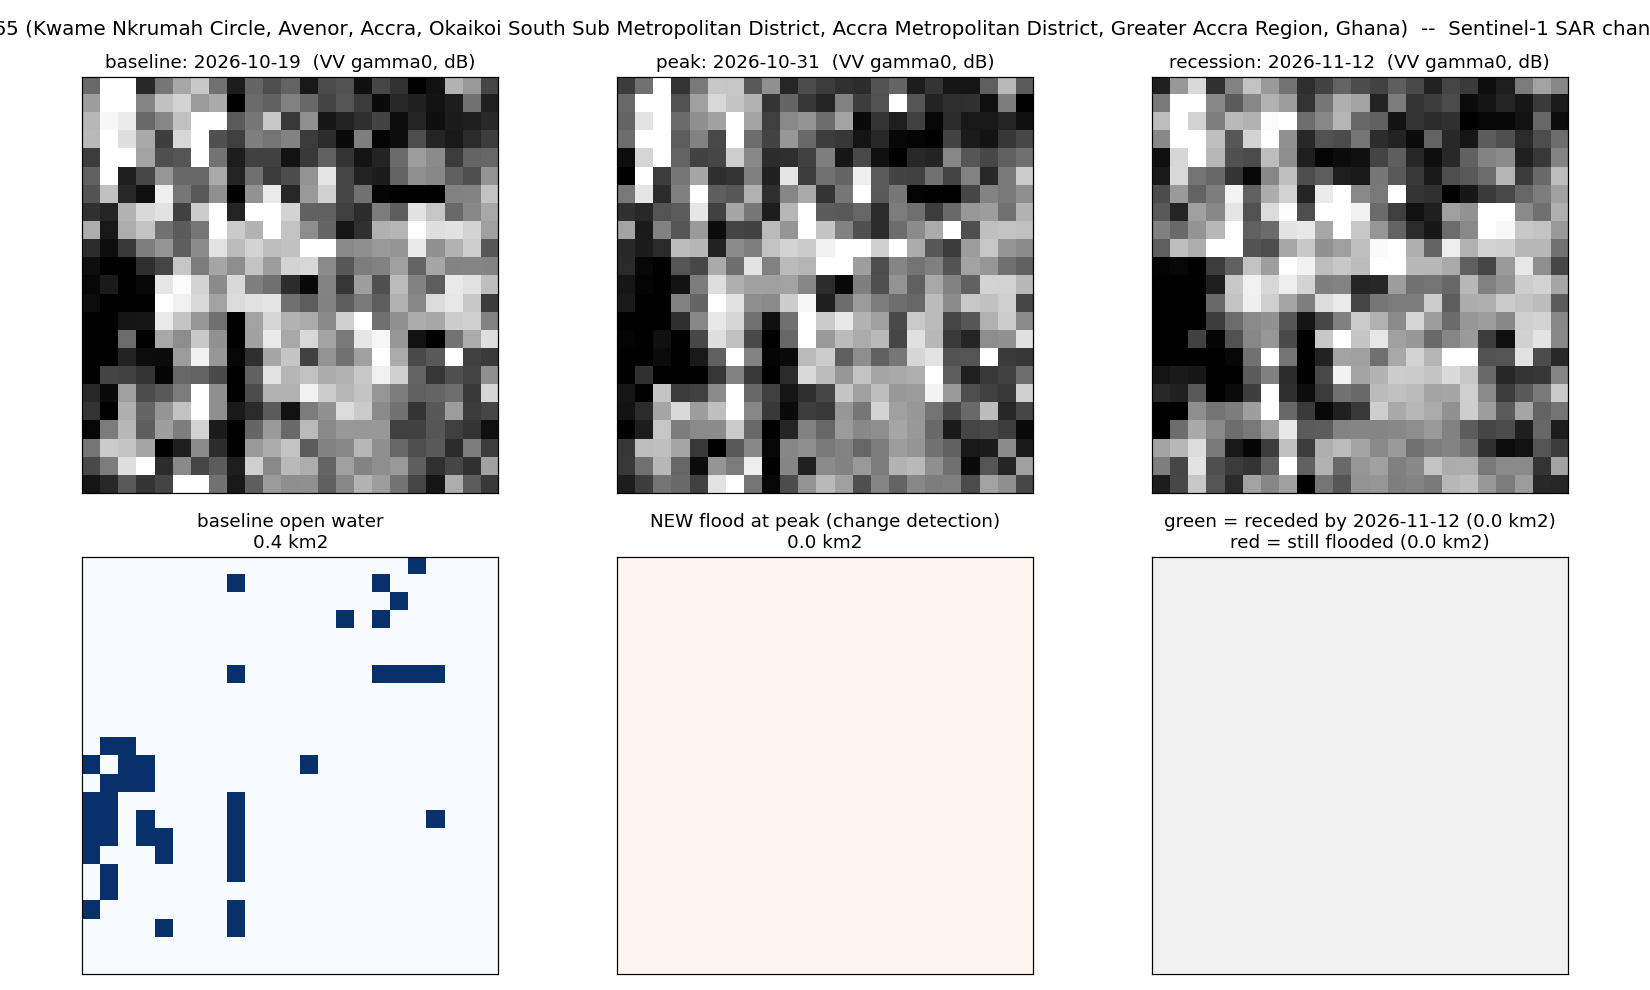 65 (Kwame Nkrumah Circle, Avenor, Accra, Okaikoi South Sub Metropolitan District, Accra Metropolitan District, Greater Accra Region, Ghana) -- Sentinel-1 SAR chan
baseline: 2026-10-19 (VV gamma0, dB)
peak: 2026-10-31 (VV gamma0, dB)
recession: 2026-11-12 (VV gamma0, dB)
baseline open water
0.4 km2
NEW flood at peak (change detection)
0.0 km2
green = receded by 2026-11-12 (0.0 km2)
red = still flooded (0.0 km2)